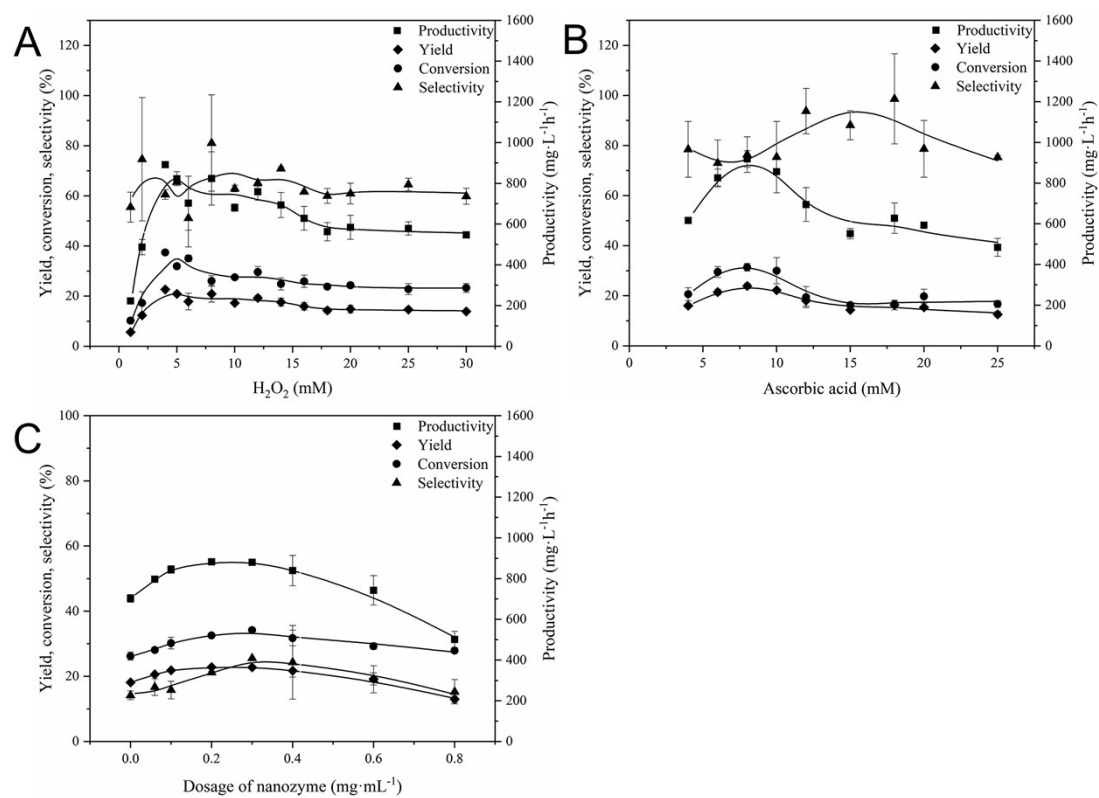 A
Productivity
Yield
Conversion
Selectivity
Yield, conversion, selectivity (%)
120
100
80
60
40
20
0
0 5 10 15 20 25 30
H₂O₂ (mM)
1600
1400
1200
1000
800
600
400
200
0
Productivity (mg·L⁻¹h⁻¹)
B
Productivity
Yield
Conversion
Selectivity
Yield, conversion, selectivity (%)
120
100
80
60
40
20
0
0 5 10 15 20 25
Ascorbic acid (mM)
1600
1400
1200
1000
800
600
400
200
0
Productivity (mg·L⁻¹h⁻¹)
C
Productivity
Yield
Conversion
Selectivity
Yield, conversion, selectivity (%)
100
80
60
40
20
0
0.0 0.2 0.4 0.6 0.8
Dosage of nanozyme (mg·mL⁻¹)
1600
1400
1200
1000
800
600
400
200
0
Productivity (mg·L⁻¹h⁻¹)